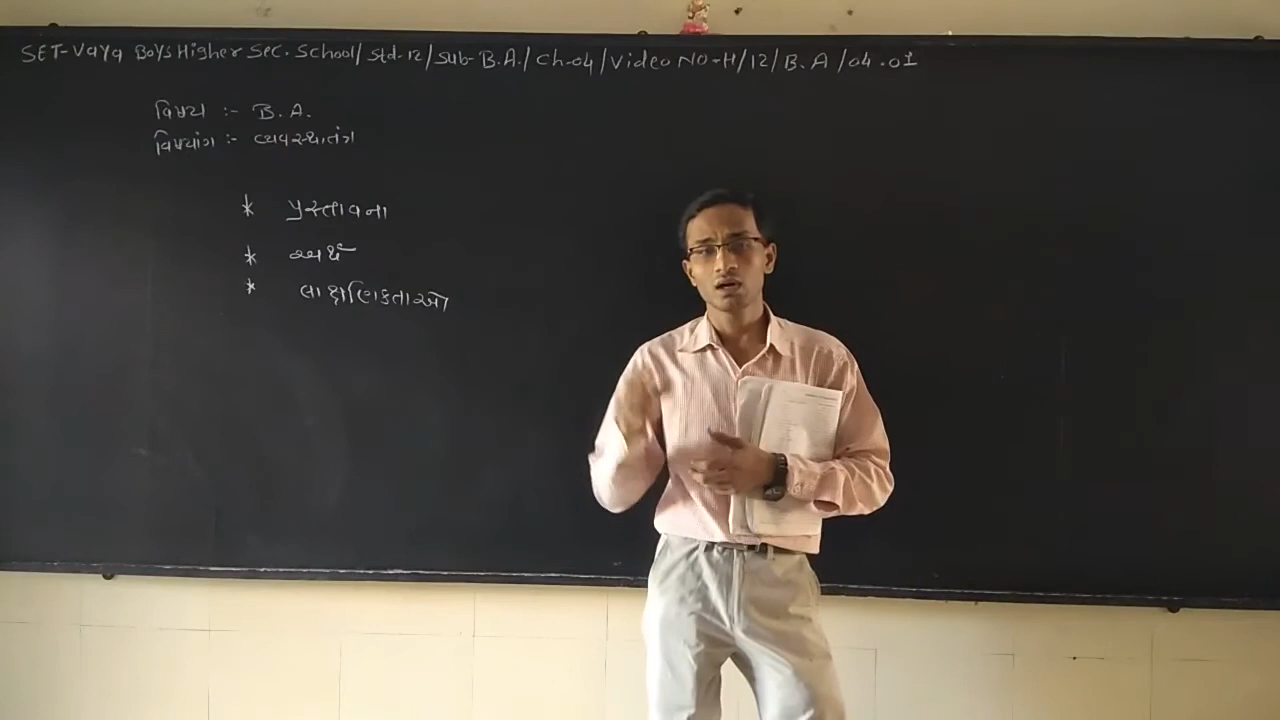 SET-Vaya Boys Higher Sec. School/ Std-12/ Sub-B.A./ Ch-04/ Video NO-H/12/B.A/04.01
વિષય :- B.A.
વિષયાંગ :- વ્યવસ્થાતંત્ર
* પ્રસ્તાવના
* અર્થ
* લાક્ષણિકતાઓ